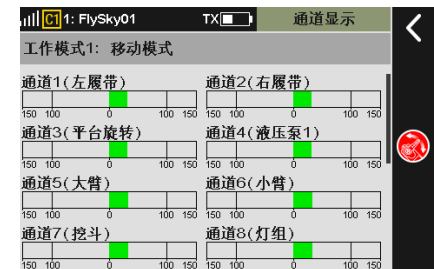 C1 1: FlySky01 TX 通道显示
工作模式1: 移动模式
通道1(左履带) 通道2(右履带)
150 100 0 100 150 150 100 0 100 150
通道3(平台旋转) 通道4(液压泵1)
150 100 0 100 150 150 100 0 100 150
通道5(大臂) 通道6(小臂)
150 100 0 100 150 150 100 0 100 150
通道7(挖斗) 通道8(灯组)
150 100 0 100 150 150 100 0 100 150